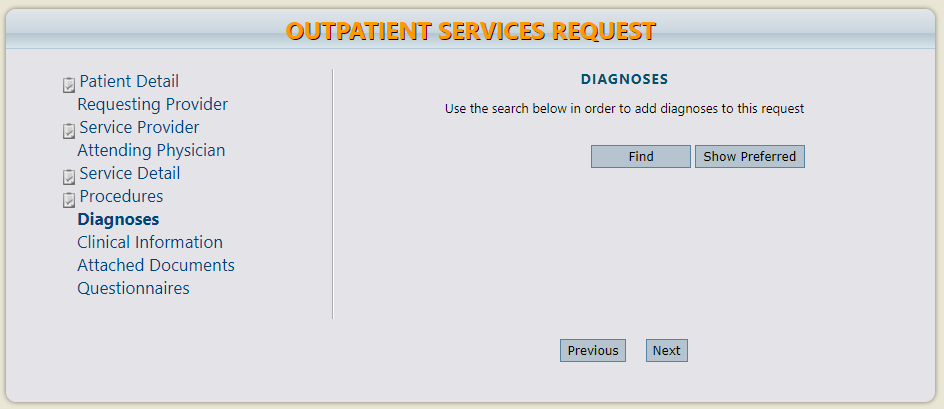 OUTPATIENT SERVICES REQUEST
Patient Detail
Requesting Provider
Service Provider
Attending Physician
Service Detail
Procedures
Diagnoses
Clinical Information
Attached Documents
Questionnaires
DIAGNOSES
Use the search below in order to add diagnoses to this request
Find Show Preferred
Previous Next